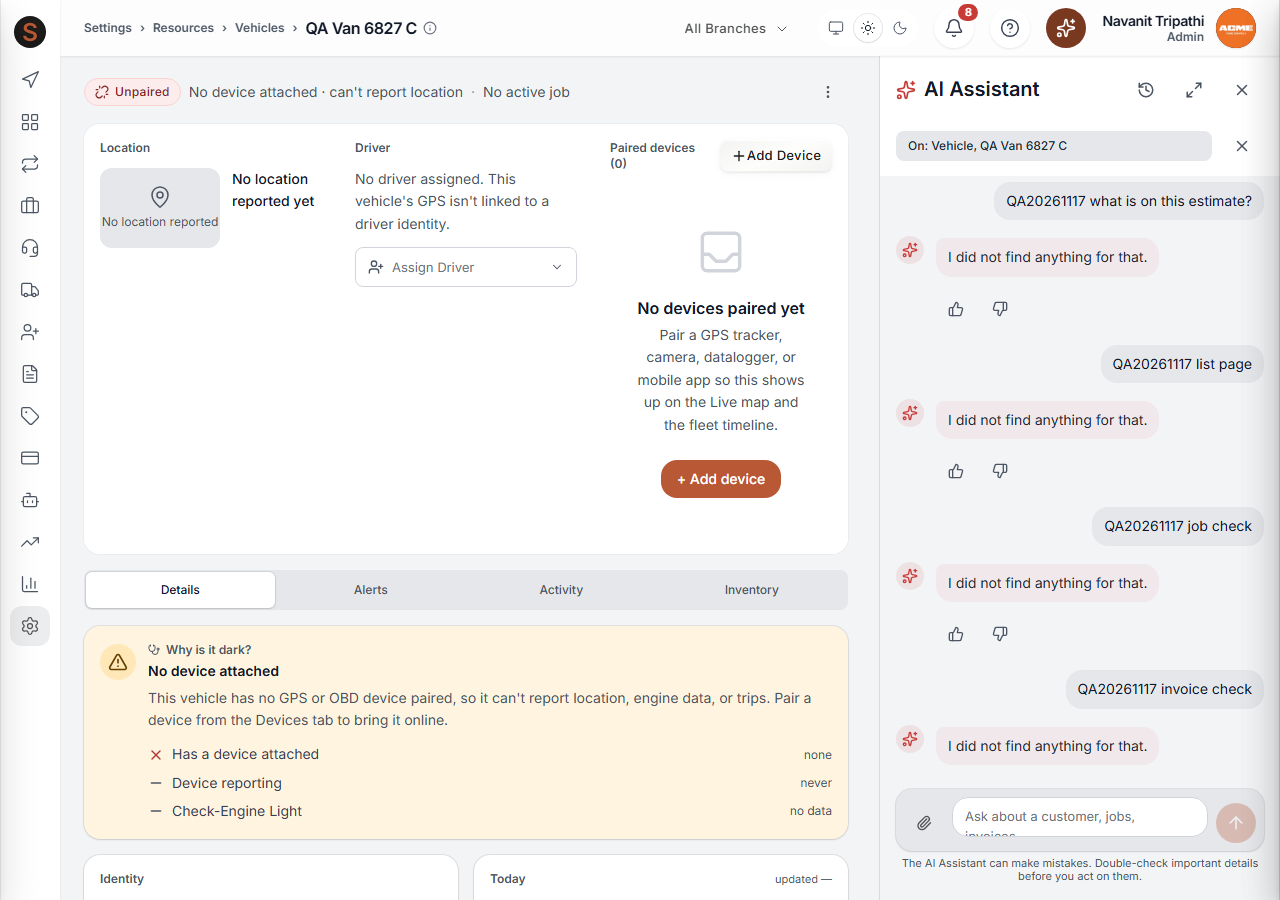 S
Settings › Resources › Vehicles › QA Van 6827 C
All Branches
8
Navanit Tripathi
Admin
ACME
Unpaired
No device attached · can't report location · No active job
Location
No location reported
No location
reported yet
Driver
No driver assigned. This
vehicle's GPS isn't linked to a
driver identity.
Assign Driver
Paired devices
(0)
+Add Device
No devices paired yet
Pair a GPS tracker,
camera, datalogger, or
mobile app so this shows
up on the Live map and
the fleet timeline.
+ Add device
Details
Alerts
Activity
Inventory
Why is it dark?
No device attached
This vehicle has no GPS or OBD device paired, so it can't report location, engine data, or trips. Pair a
device from the Devices tab to bring it online.
Has a device attached none
Device reporting never
Check-Engine Light no data
Identity
Today updated —
AI Assistant
On: Vehicle, QA Van 6827 C
QA20261117 what is on this estimate?
I did not find anything for that.
QA20261117 list page
I did not find anything for that.
QA20261117 job check
I did not find anything for that.
QA20261117 invoice check
I did not find anything for that.
Ask about a customer, jobs,
invoices
The AI Assistant can make mistakes. Double-check important details
before you act on them.